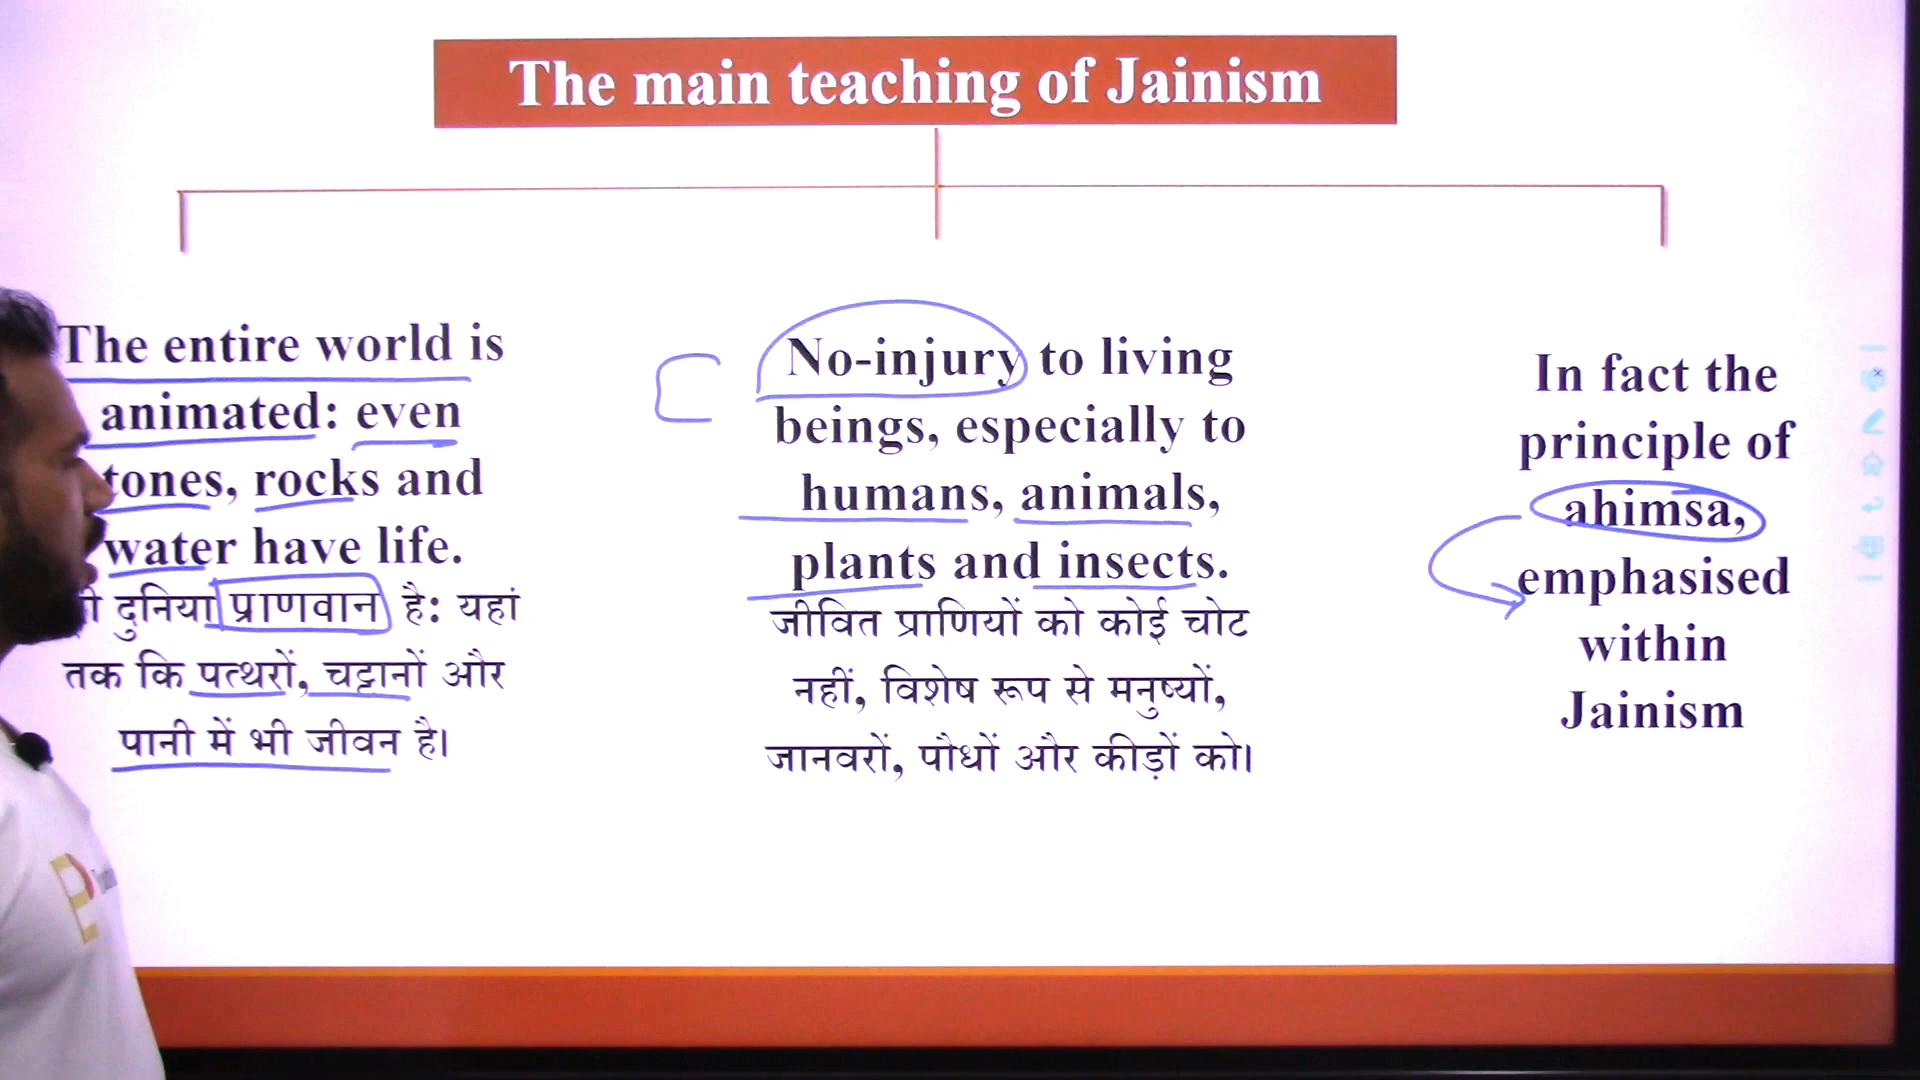 The main teaching of Jainism
The entire world is
animated: even
tones, rocks and
water have life.
दुनिया प्राणवान है: यहां
तक कि पत्थरों, चट्टानों और
पानी में भी जीवन है।
No-injury to living
beings, especially to
humans, animals,
plants and insects.
जीवित प्राणियों को कोई चोट
नहीं, विशेष रूप से मनुष्यों,
जानवरों, पौधों और कीड़ों को।
In fact the
principle of
ahimsa,
emphasised
within
Jainism